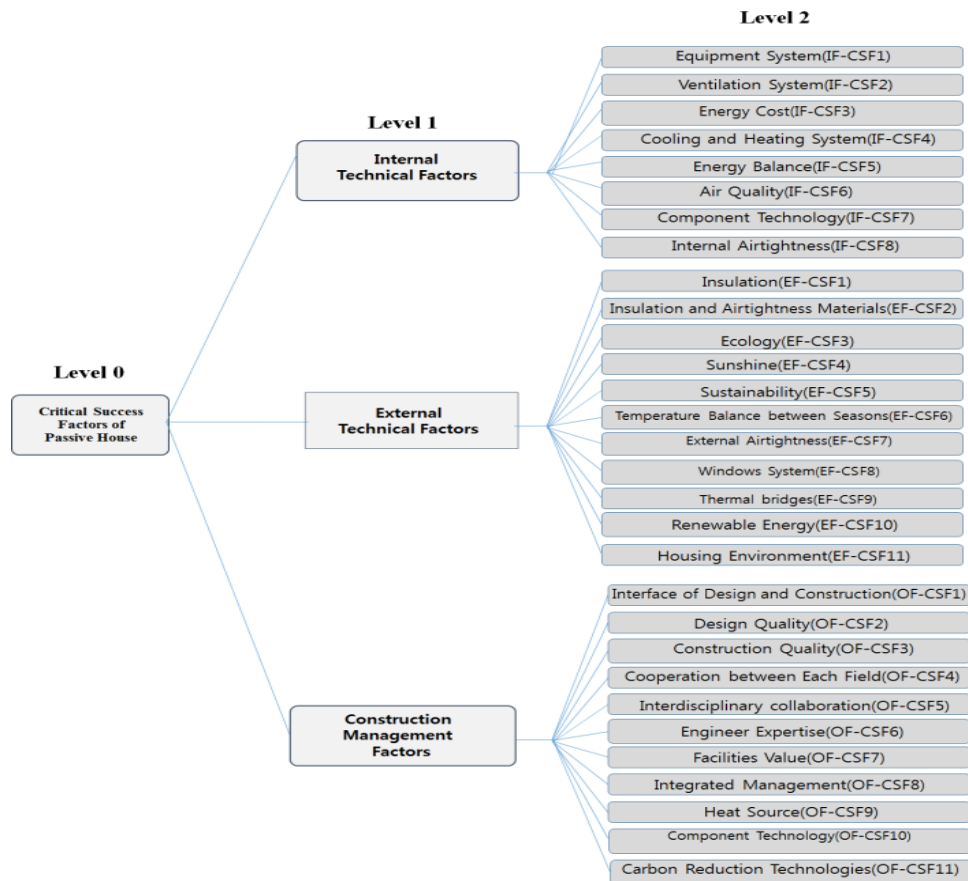 Level 2
Equipment System(IF-CSF1)
Ventilation System(IF-CSF2)
Energy Cost(IF-CSF3)
Level 1
Cooling and Heating System(IF-CSF4)
Internal
Technical Factors
Energy Balance(IF-CSF5)
Air Quality(IF-CSF6)
Component Technology(IF-CSF7)
Internal Airtightness(IF-CSF8)
Insulation(EF-CSF1)
Insulation and Airtightness Materials(EF-CSF2)
Ecology(EF-CSF3)
Sunshine(EF-CSF4)
Level 0
Sustainability(EF-CSF5)
Critical Success
Factors of
Passive House
External
Technical Factors
Temperature Balance between Seasons(EF-CSF6)
External Airtightness(EF-CSF7)
Windows System(EF-CSF8)
Thermal bridges(EF-CSF9)
Renewable Energy(EF-CSF10)
Housing Environment(EF-CSF11)
Interface of Design and Construction(OF-CSF1)
Design Quality(OF-CSF2)
Construction Quality(OF-CSF3)
Cooperation between Each Field(OF-CSF4)
Interdisciplinary collaboration(OF-CSF5)
Construction
Management
Factors
Engineer Expertise(OF-CSF6)
Facilities Value(OF-CSF7)
Integrated Management(OF-CSF8)
Heat Source(OF-CSF9)
Component Technology(OF-CSF10)
Carbon Reduction Technologies(OF-CSF11)